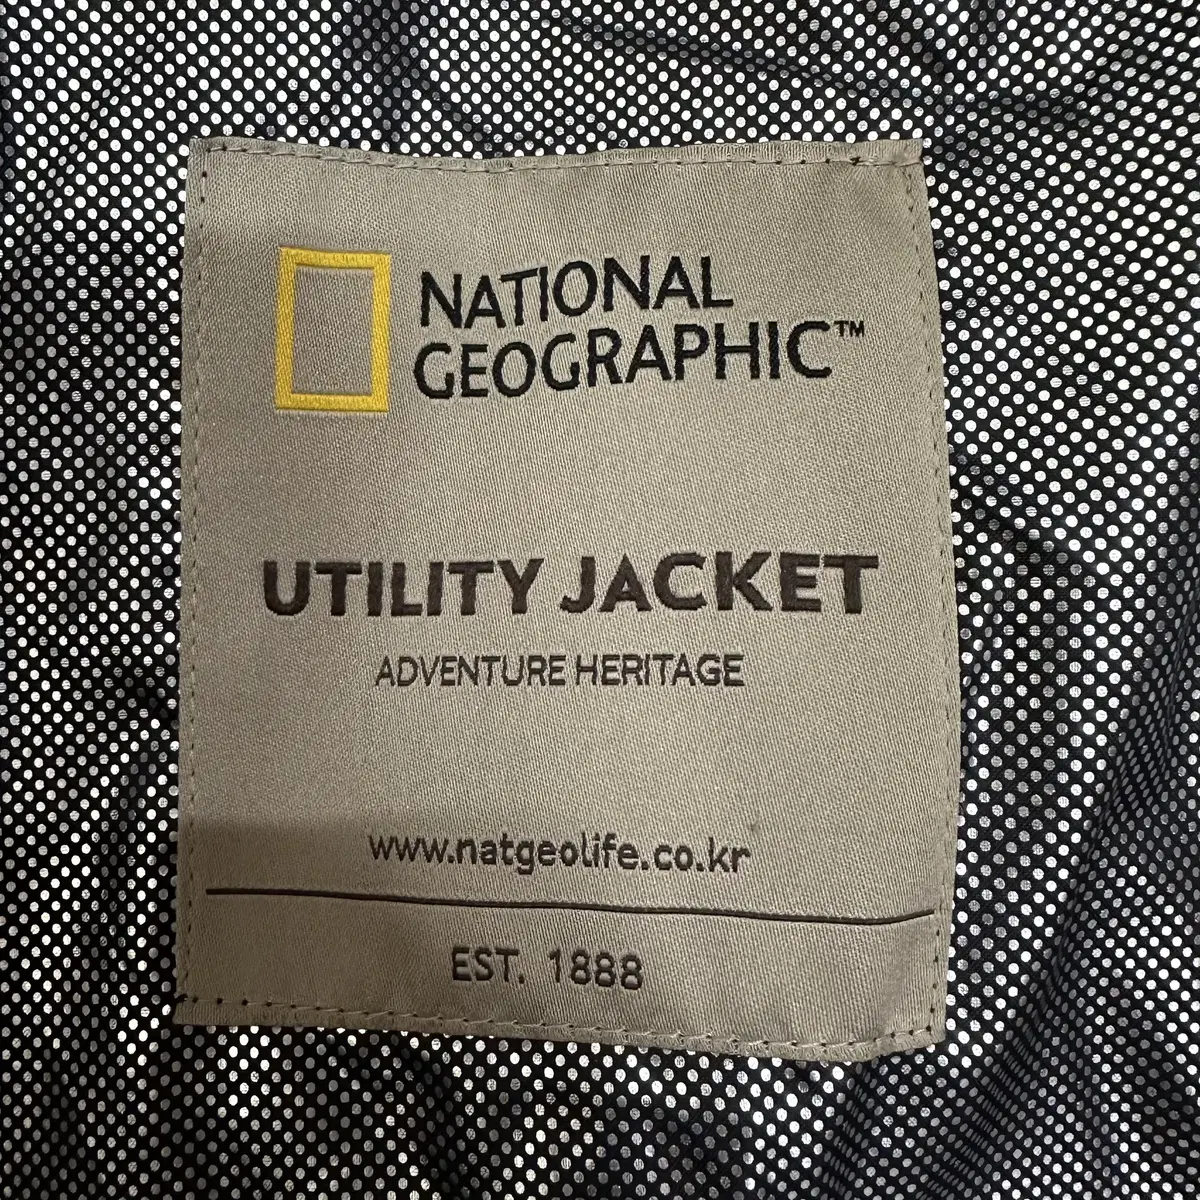 NATIONAL
GEOGRAPHIC™
UTILITY JACKET
ADVENTURE HERITAGE
www.natgeolife.co.kr
EST. 1888